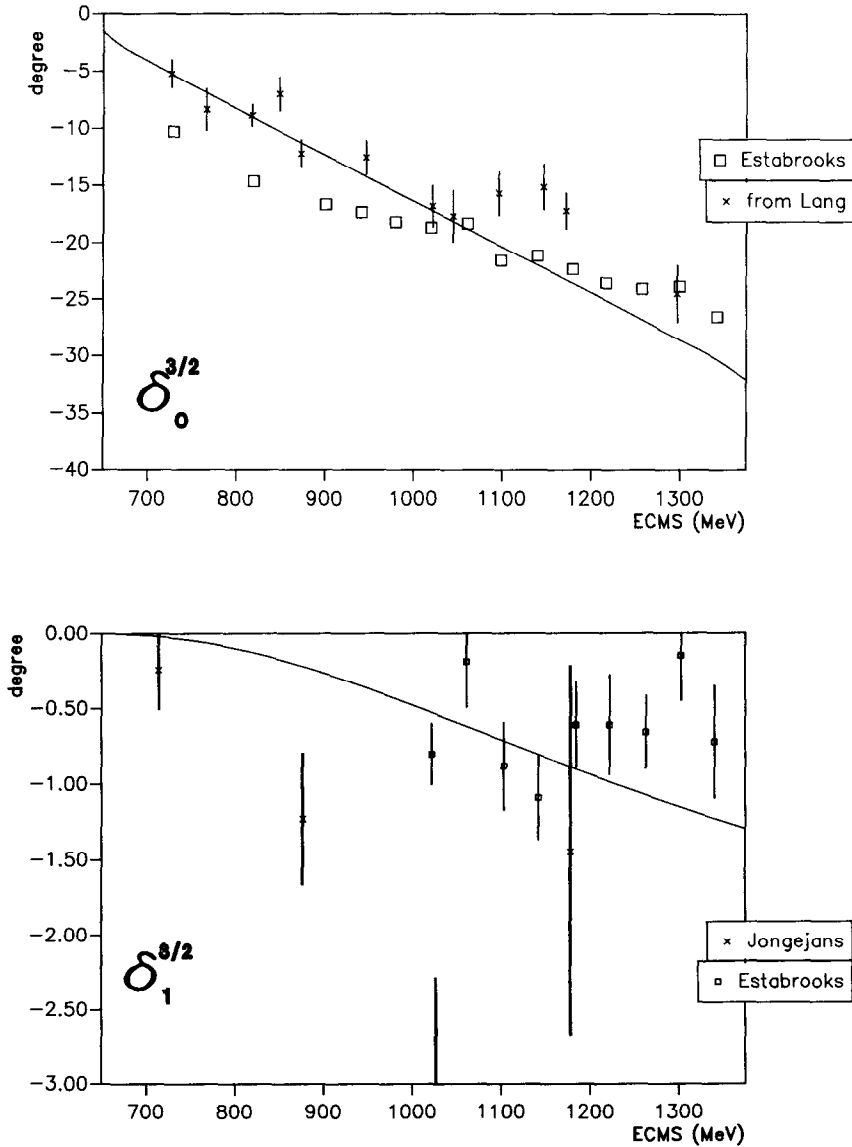 degree
0
−5
−10
−15
−20
−25
−30
−35
−40
□ Estabrooks
× from Lang
δ 3/2 0
700 800 900 1000 1100 1200 1300
ECMS (MeV)
degree
0.00
−0.50
−1.00
−1.50
−2.00
−2.50
−3.00
× Jongejans
□ Estabrooks
δ 3/2 1
700 800 900 1000 1100 1200 1300
ECMS (MeV)